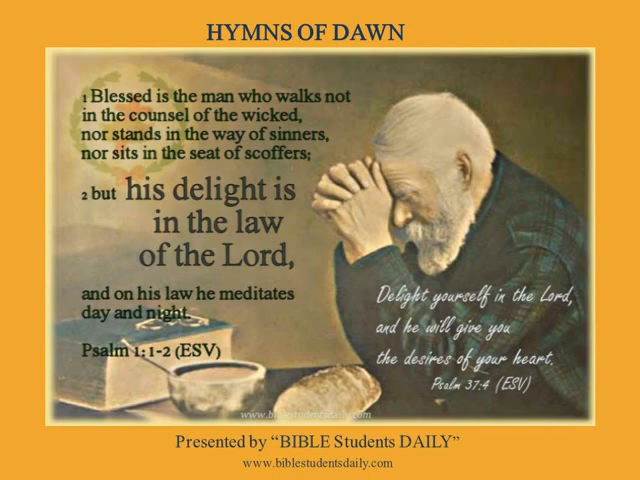 HYMNS OF DAWN
1 Blessed is the man who walks not
in the counsel of the wicked,
nor stands in the way of sinners,
nor sits in the seat of scoffers;
2 but his delight is
in the law
of the Lord,
and on his law he meditates
day and night.
Psalm 1:1-2 (ESV)
Delight yourself in the Lord,
and he will give you
the desires of your heart.
Psalm 37:4 (ESV)
www.biblestudentsdaily.com
Presented by “BIBLE Students DAILY”
www.biblestudentsdaily.com